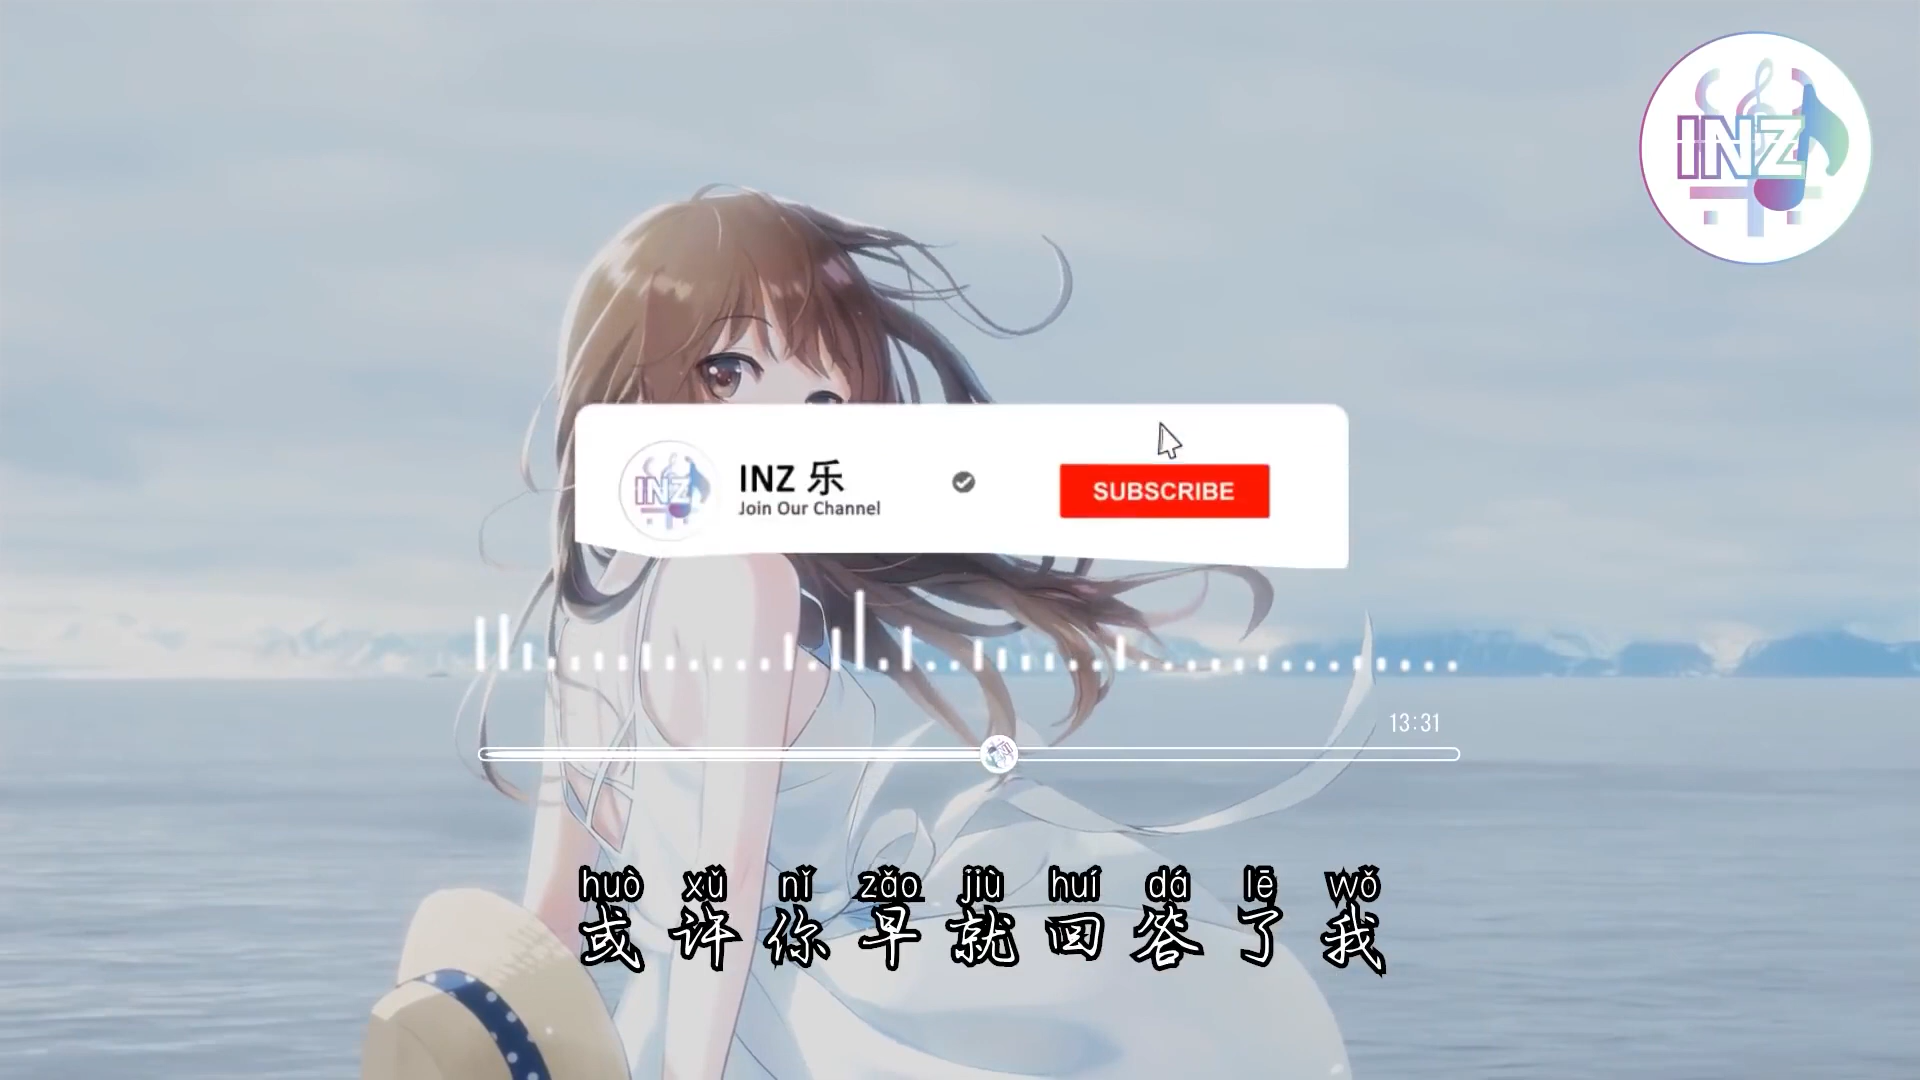 INZ
INZ
INZ 乐
Join Our Channel
SUBSCRIBE
13:31
huò xǔ nǐ zǎo jiù huí dá lē wǒ
或许你早就回答了我